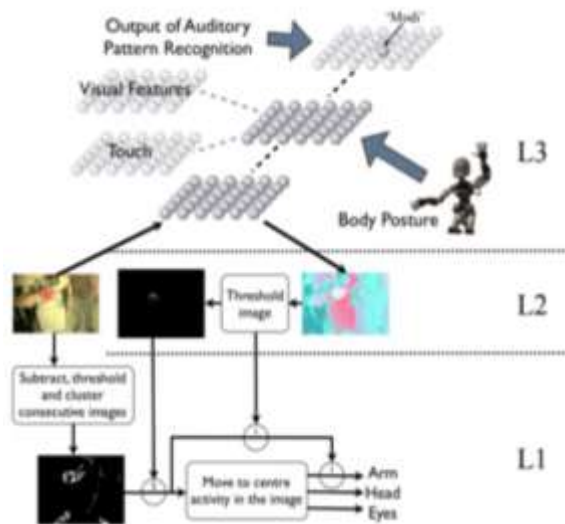 "Modi"
Output of Auditory
Pattern Recognition
Visual Features
Touch
L3
Body Posture
Threshold
image
L2
Subtract, threshold
and cluster
consecutive images
L1
Move to centre
activity in the image
Arm
Head
Eyes